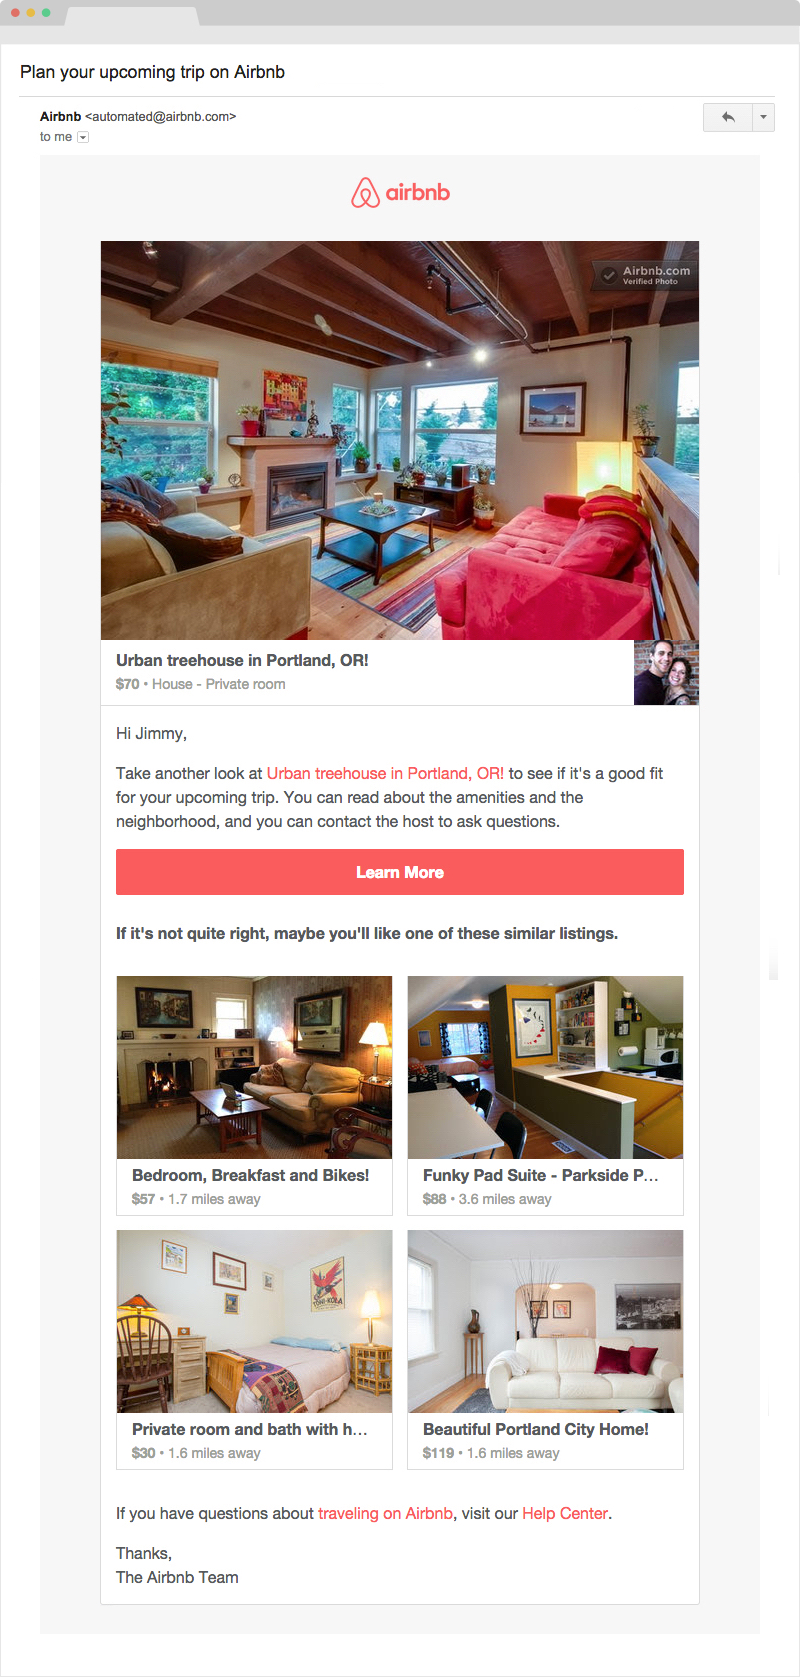 Plan your upcoming trip on Airbnb
Airbnb <automated@airbnb.com>
to me
airbnb
Airbnb.com
Verified Photo
Urban treehouse in Portland, OR!
$70 • House - Private room
Hi Jimmy,
Take another look at Urban treehouse in Portland, OR! to see if it's a good fit
for your upcoming trip. You can read about the amenities and the
neighborhood, and you can contact the host to ask questions.
Learn More
If it's not quite right, maybe you'll like one of these similar listings.
Bedroom, Breakfast and Bikes!
$57 • 1.7 miles away
Funky Pad Suite - Parkside P...
$88 • 3.6 miles away
TONI-KOLA
Private room and bath with h...
$30 • 1.6 miles away
Beautiful Portland City Home!
$119 • 1.6 miles away
If you have questions about traveling on Airbnb, visit our Help Center.
Thanks,
The Airbnb Team